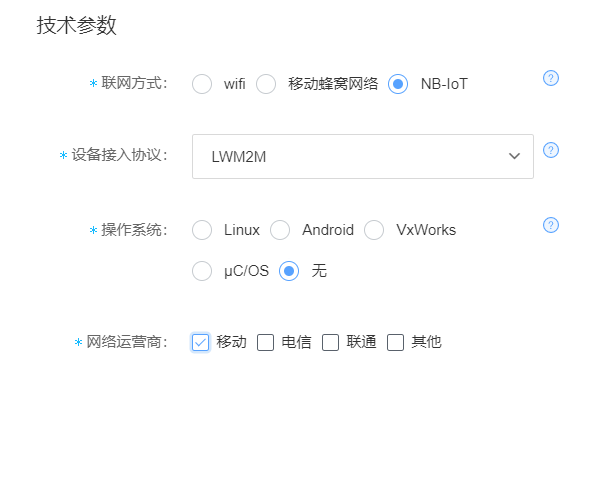 技术参数
* 联网方式： wifi 移动蜂窝网络 NB-IoT ?
* 设备接入协议： LWM2M ?
* 操作系统： Linux Android VxWorks ?
µC/OS 无
* 网络运营商： 移动 电信 联通 其他